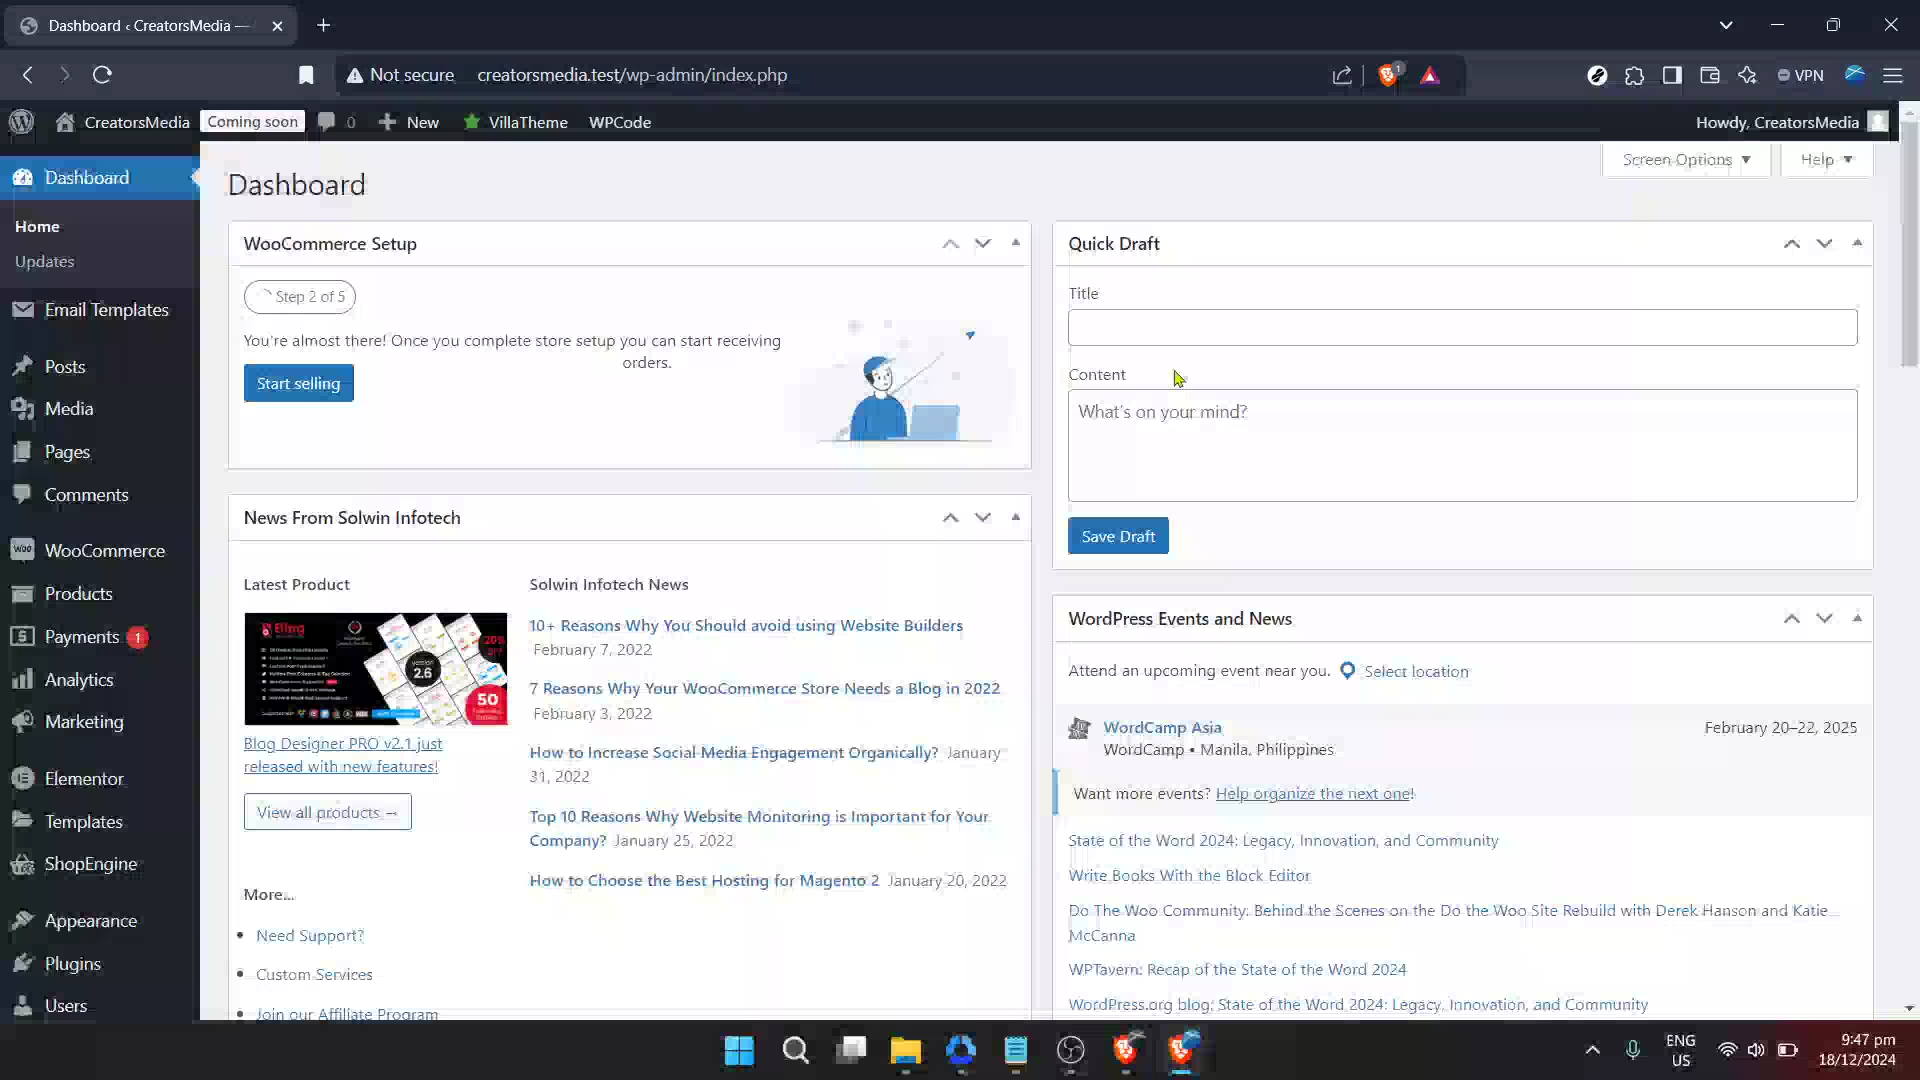 Dashboard ‹ CreatorsMedia —
Not secure
creatorsmedia.test/wp-admin/index.php
1
VPN
CreatorsMedia
Coming soon
0
New
VillaTheme
WPCode
Howdy, CreatorsMedia
Dashboard
Home
Updates
Email Templates
Posts
Media
Pages
Comments
WooCommerce
Products
Payments 1
Analytics
Marketing
Elementor
Templates
ShopEngine
Appearance
Plugins
Users
Screen Options ▼
Help ▼
Dashboard
WooCommerce Setup
Step 2 of 5
You're almost there! Once you complete store setup you can start receiving
orders.
Start selling
News From Solwin Infotech
Latest Product
version
2.6
50
Blog Designer PRO v2.1 just
released with new features!
View all products →
More...
Need Support?
Custom Services
Join our Affiliate Program
Solwin Infotech News
10+ Reasons Why You Should avoid using Website Builders
February 7, 2022
7 Reasons Why Your WooCommerce Store Needs a Blog in 2022
February 3, 2022
How to Increase Social Media Engagement Organically? January
31, 2022
Top 10 Reasons Why Website Monitoring is Important for Your
Company? January 25, 2022
How to Choose the Best Hosting for Magento 2 January 20, 2022
Quick Draft
Title
Content
What's on your mind?
Save Draft
WordPress Events and News
Attend an upcoming event near you. Select location
WordCamp Asia
February 20–22, 2025
WordCamp • Manila, Philippines
Want more events? Help organize the next one!
State of the Word 2024: Legacy, Innovation, and Community
Write Books With the Block Editor
Do The Woo Community: Behind the Scenes on the Do the Woo Site Rebuild with Derek Hanson and Katie
McCanna
WPTavern: Recap of the State of the Word 2024
WordPress.org blog: State of the Word 2024: Legacy, Innovation, and Community
ENG
US
9:47 pm
18/12/2024